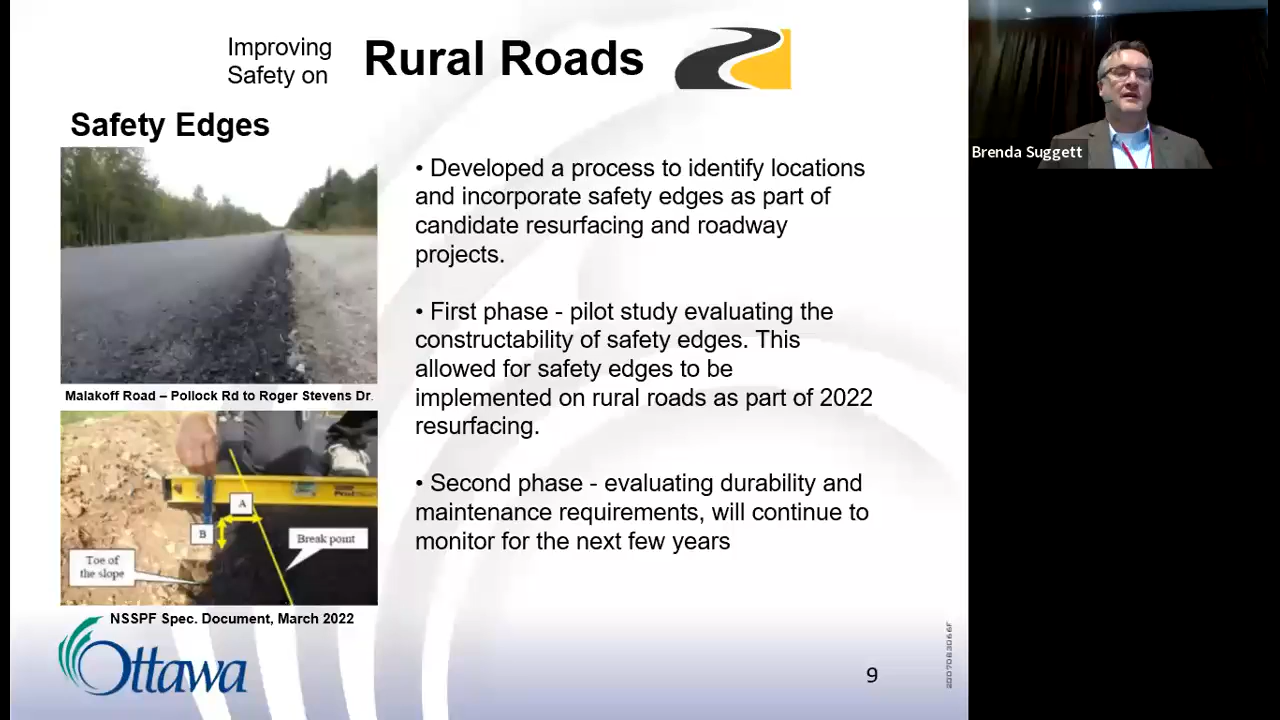 Improving
Safety on
Rural Roads
Safety Edges
Malakoff Road – Pollock Rd to Roger Stevens Dr.
A
B
Break point
Toe of
the slope
NSSPF Spec. Document, March 2022
• Developed a process to identify locations
and incorporate safety edges as part of
candidate resurfacing and roadway
projects.
• First phase - pilot study evaluating the
constructability of safety edges. This
allowed for safety edges to be
implemented on rural roads as part of 2022
resurfacing.
• Second phase - evaluating durability and
maintenance requirements, will continue to
monitor for the next few years
Ottawa
9
Brenda Suggett